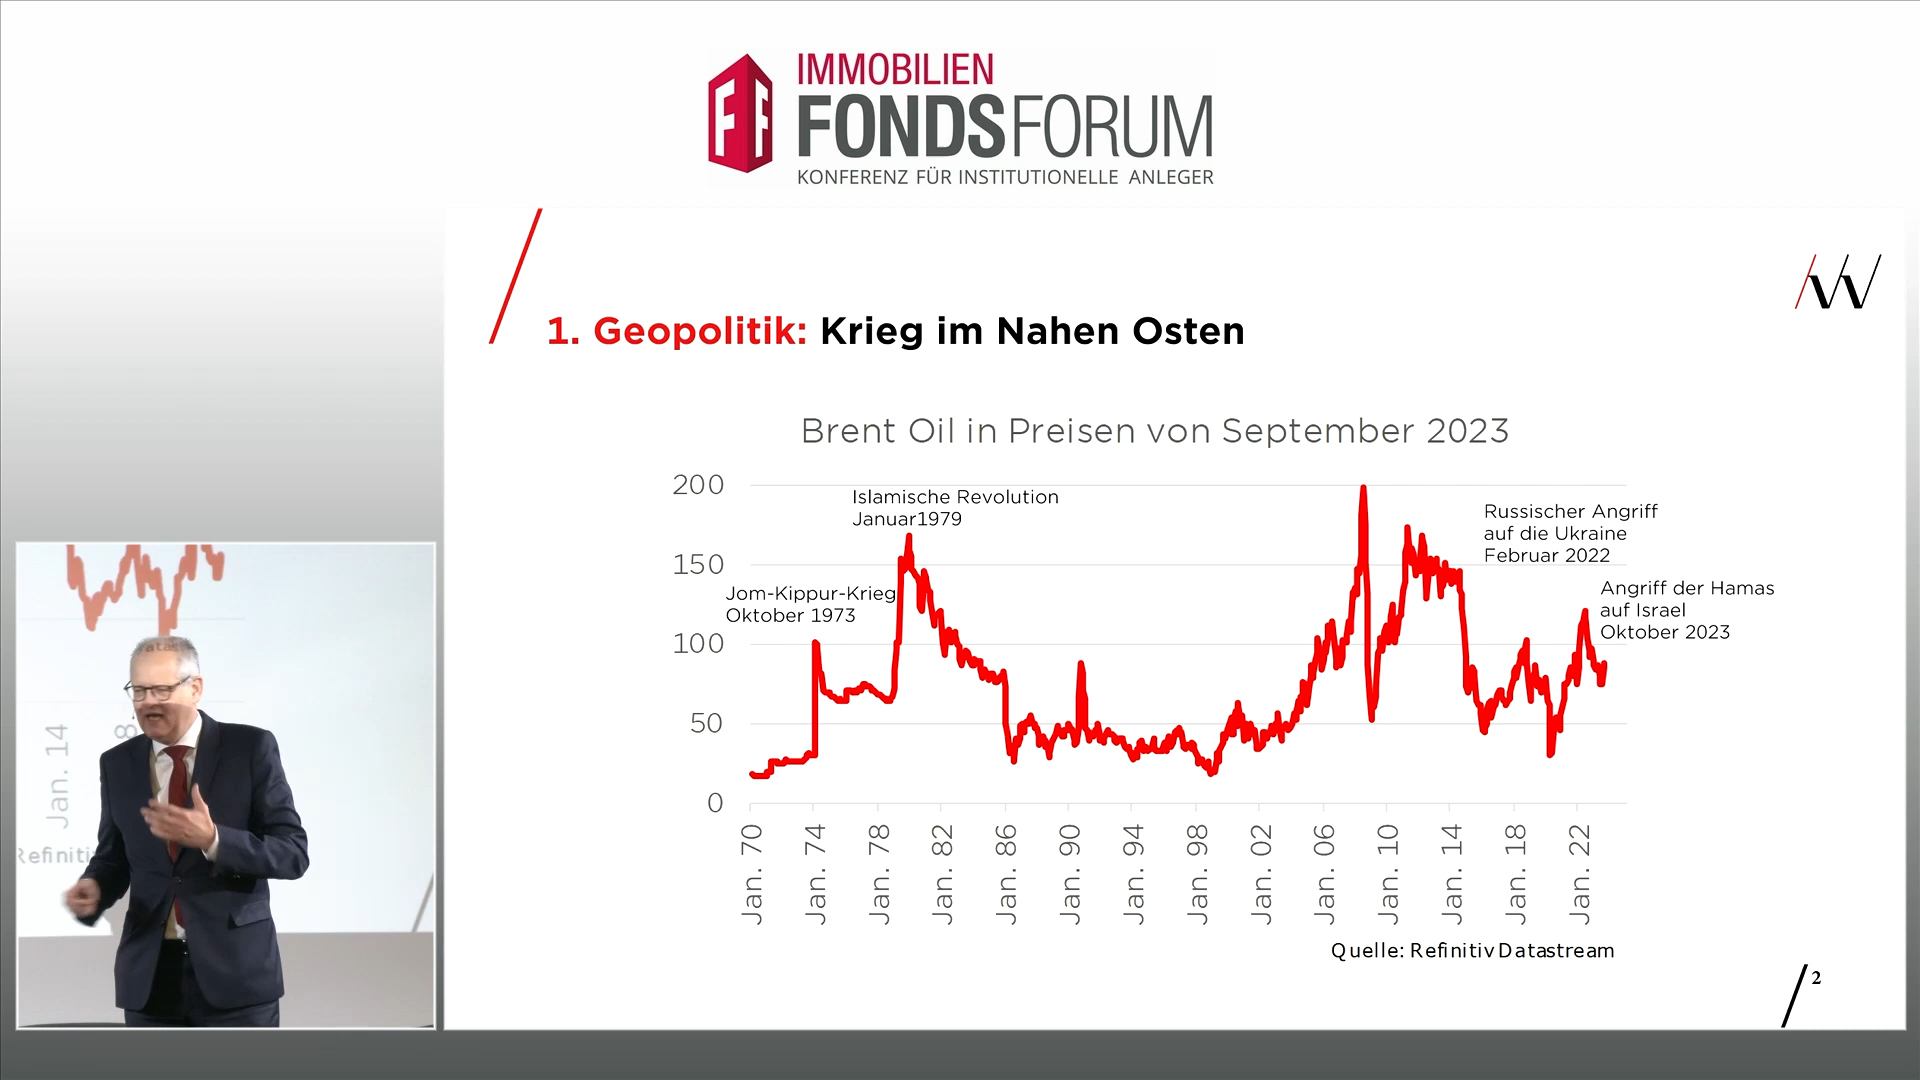 IMMOBILIEN
FONDSFORUM
KONFERENZ FÜR INSTITUTIONELLE ANLEGER
1. Geopolitik: Krieg im Nahen Osten
Brent Oil in Preisen von September 2023
200
150
100
50
0
Islamische Revolution
Januar1979
Jom-Kippur-Krieg
Oktober 1973
Russischer Angriff
auf die Ukraine
Februar 2022
Angriff der Hamas
auf Israel
Oktober 2023
Jan. 70
Jan. 74
Jan. 78
Jan. 82
Jan. 86
Jan. 90
Jan. 94
Jan. 98
Jan. 02
Jan. 06
Jan. 10
Jan. 14
Jan. 18
Jan. 22
Quelle: Refinitiv Datastream
2
Jan. 14
8